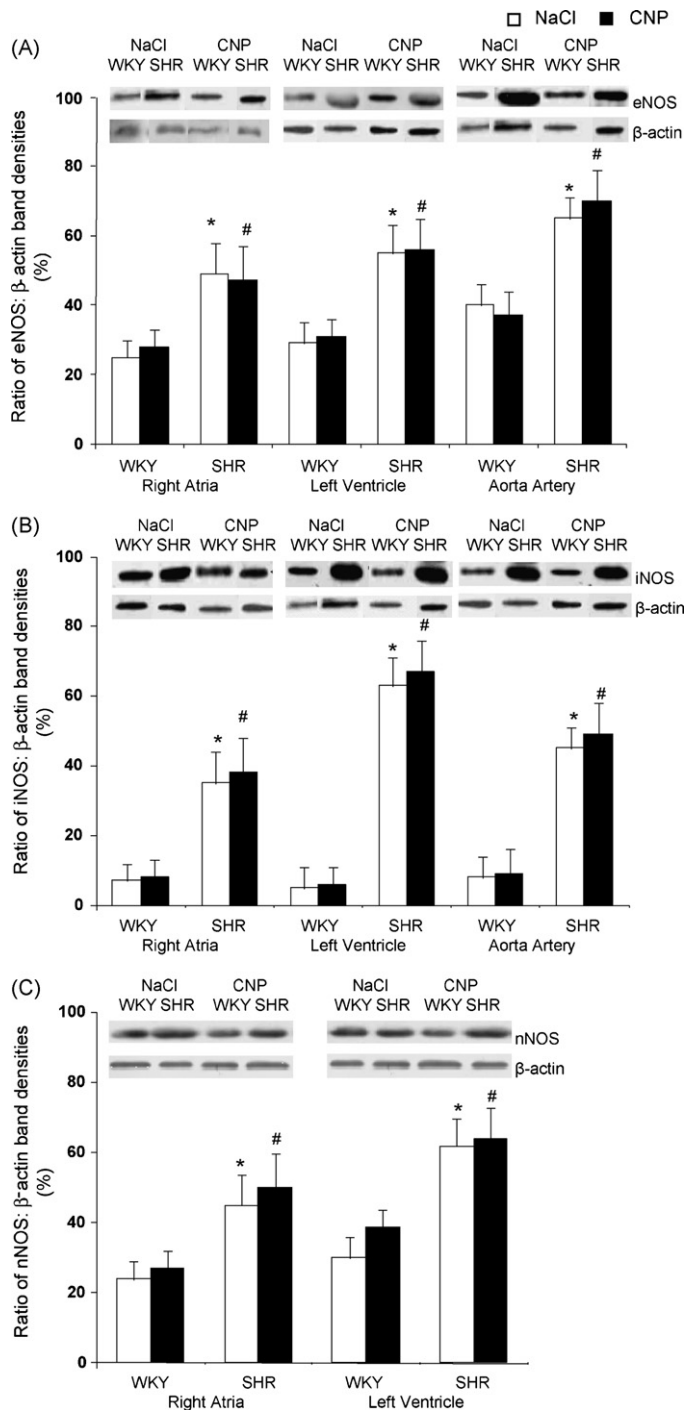 □ NaCl ■ CNP
(A)
NaCl CNP NaCl CNP NaCl CNP
WKY SHR WKY SHR WKY SHR WKY SHR WKY SHR WKY SHR
eNOS
β-actin
Ratio of eNOS: β-actin band densities
(%)
100
80
60
40
20
0
* # * # * #
WKY SHR WKY SHR WKY SHR
Right Atria Left Ventricle Aorta Artery
(B)
NaCl CNP NaCl CNP NaCl CNP
WKY SHR WKY SHR WKY SHR WKY SHR WKY SHR WKY SHR
iNOS
β-actin
Ratio of iNOS: β-actin band densities
(%)
100
80
60
40
20
0
* # * # * #
WKY SHR WKY SHR WKY SHR
Right Atria Left Ventricle Aorta Artery
(C)
NaCl CNP NaCl CNP
WKY SHR WKY SHR WKY SHR WKY SHR
nNOS
β-actin
Ratio of nNOS: β-actin band densities
(%)
100
80
60
40
20
0
* # * #
WKY SHR WKY SHR
Right Atria Left Ventricle